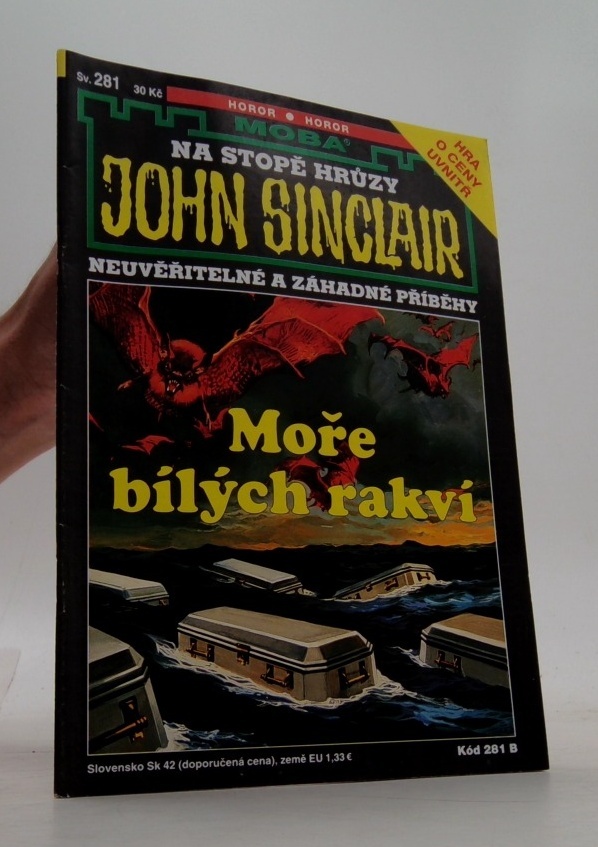 Sv. 281 30 Kč
HOROR • HOROR
MOBA®
HRA
O CENY
UVNITŘ
NA STOPĚ HRŮZY
JOHN SINCLAIR
NEUVĚŘITELNÉ A ZÁHADNÉ PŘÍBĚHY
Moře
bílých rakví
Slovensko Sk 42 (doporučená cena), země EU 1,33 €
Kód 281 B